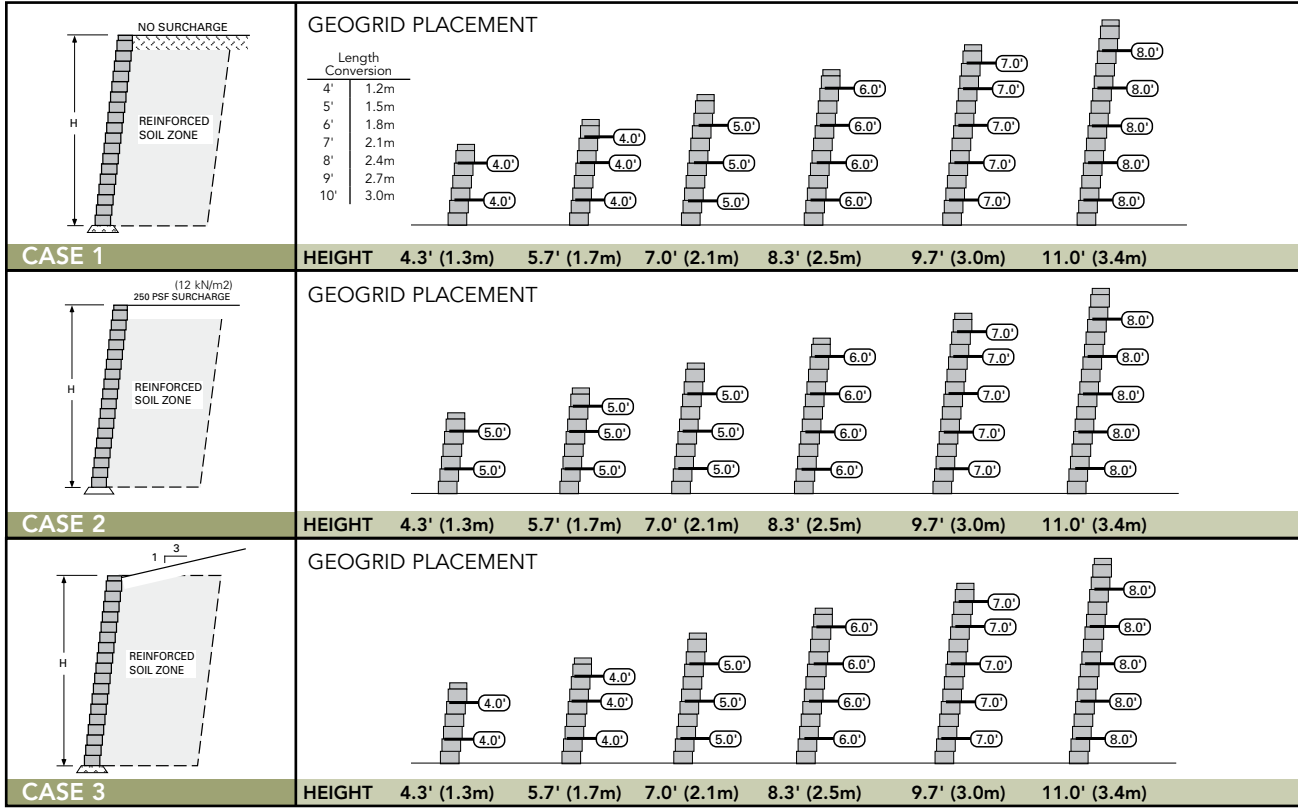 NO SURCHARGE
H
REINFORCED
SOIL ZONE
CASE 1
GEOGRID PLACEMENT
Length
Conversion
4' 1.2m
5' 1.5m
6' 1.8m
7' 2.1m
8' 2.4m
9' 2.7m
10' 3.0m
4.0'
4.0'
4.0'
4.0'
4.0'
5.0'
5.0'
5.0'
6.0'
6.0'
6.0'
6.0'
7.0'
7.0'
7.0'
7.0'
7.0'
8.0'
8.0'
8.0'
8.0'
8.0'
HEIGHT 4.3' (1.3m) 5.7' (1.7m) 7.0' (2.1m) 8.3' (2.5m) 9.7' (3.0m) 11.0' (3.4m)
(12 kN/m2)
250 PSF SURCHARGE
H
REINFORCED
SOIL ZONE
CASE 2
GEOGRID PLACEMENT
5.0'
5.0'
5.0'
5.0'
5.0'
5.0'
5.0'
5.0'
6.0'
6.0'
6.0'
6.0'
7.0'
7.0'
7.0'
7.0'
7.0'
8.0'
8.0'
8.0'
8.0'
8.0'
HEIGHT 4.3' (1.3m) 5.7' (1.7m) 7.0' (2.1m) 8.3' (2.5m) 9.7' (3.0m) 11.0' (3.4m)
3
1
H
REINFORCED
SOIL ZONE
CASE 3
GEOGRID PLACEMENT
4.0'
4.0'
4.0'
4.0'
4.0'
5.0'
5.0'
5.0'
6.0'
6.0'
6.0'
6.0'
7.0'
7.0'
7.0'
7.0'
7.0'
8.0'
8.0'
8.0'
8.0'
8.0'
HEIGHT 4.3' (1.3m) 5.7' (1.7m) 7.0' (2.1m) 8.3' (2.5m) 9.7' (3.0m) 11.0' (3.4m)